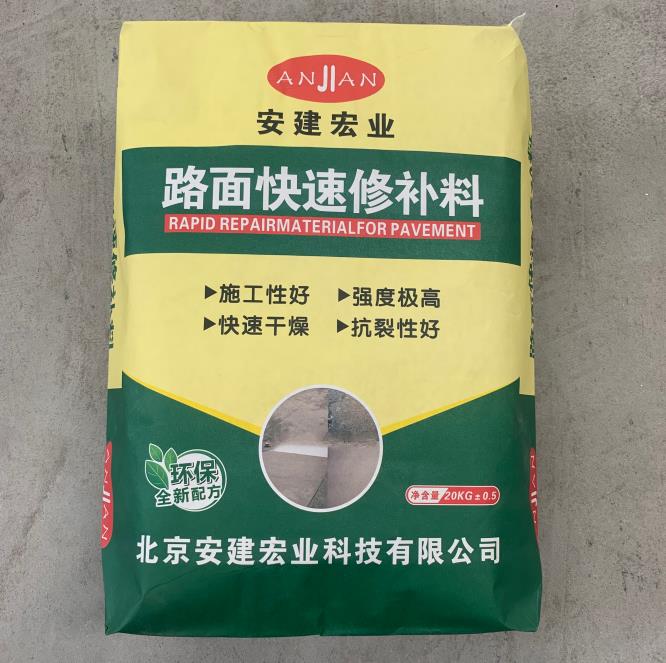 ANJIAN
安建宏业
路面快速修补料
RAPID REPAIRMATERIALFOR PAVEMENT
▶施工性好 ▶强度极高
▶快速干燥 ▶抗裂性好
环保
全新配方
净含量 20KG±0.5
北京安建宏业科技有限公司